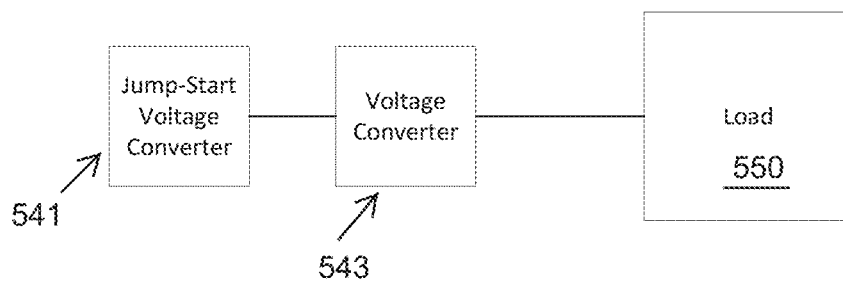 Jump-Start
Voltage
Converter
Voltage
Converter
Load
550
541
543